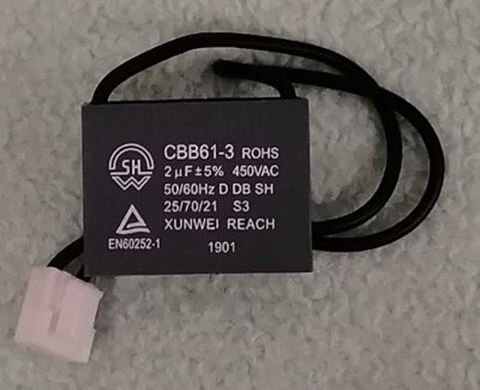 SH
CBB61-3 ROHS
2μF±5% 450VAC
50/60Hz D DB SH
25/70/21 S3
XUNWEI REACH
EN60252-1
1901